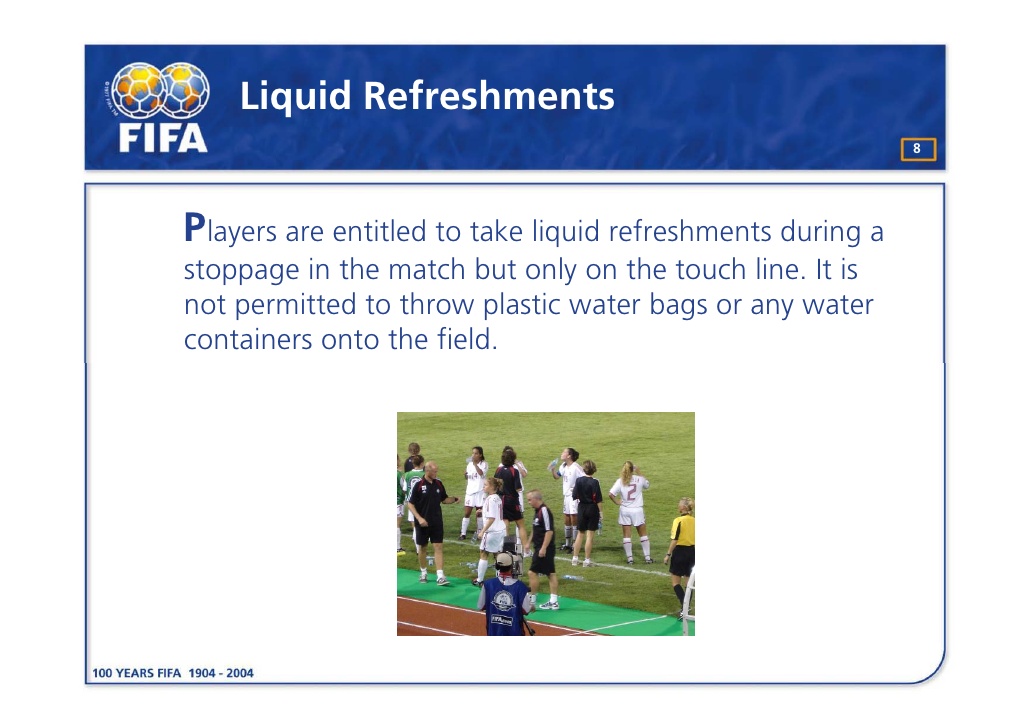 FIFA
Liquid Refreshments
8
Players are entitled to take liquid refreshments during a
stoppage in the match but only on the touch line. It is
not permitted to throw plastic water bags or any water
containers onto the field.
2
100 YEARS FIFA 1904 - 2004